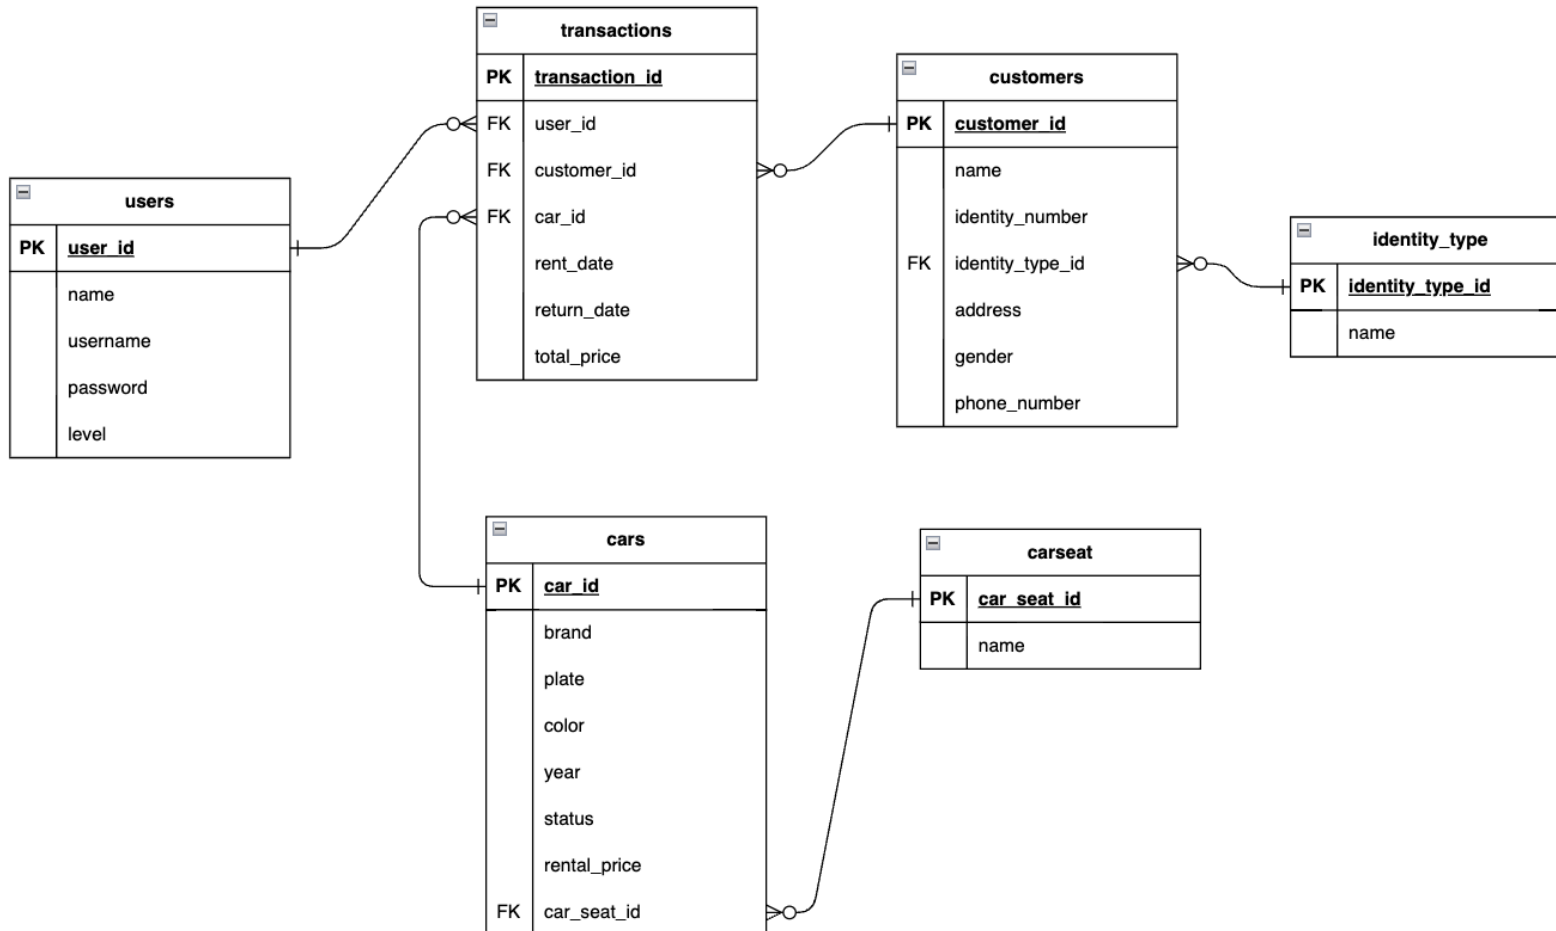 transactions
PK transaction_id
FK user_id
FK customer_id
FK car_id
rent_date
return_date
total_price
customers
PK customer_id
name
identity_number
FK identity_type_id
address
gender
phone_number
users
PK user_id
name
username
password
level
identity_type
PK identity_type_id
name
cars
PK car_id
brand
plate
color
year
status
rental_price
FK car_seat_id
carseat
PK car_seat_id
name